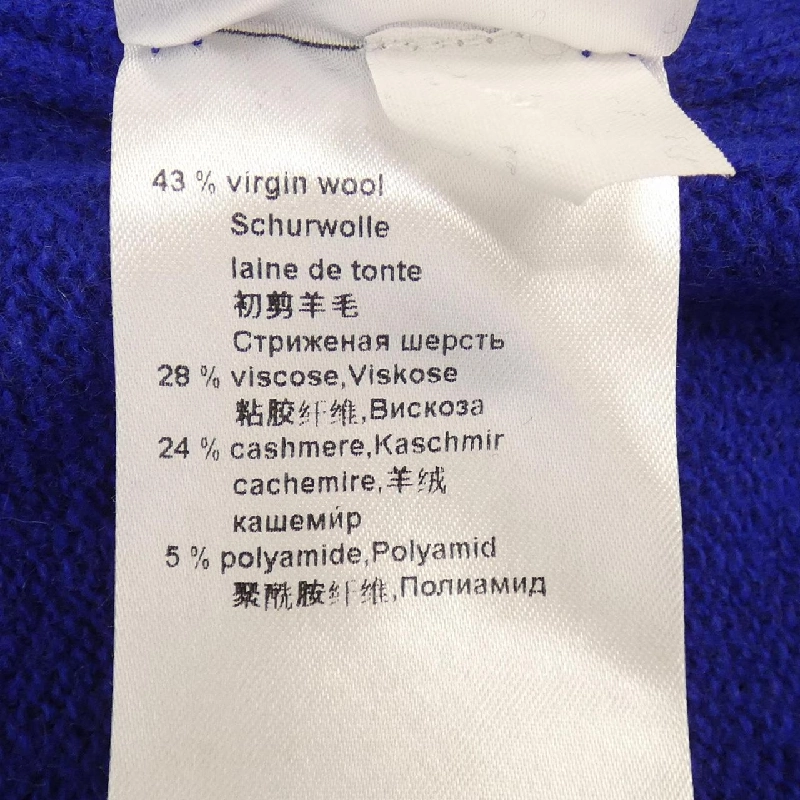 43 % virgin wool
Schurwolle
laine de tonte
初剪羊毛
Стриженая шерсть
28 % viscose,Viskose
粘胶纤维,Вискоза
24 % cashmere,Kaschmir
cachemire,羊绒
кашеми́р
5 % polyamide,Polyamid
聚酰胺纤维,Полиамид